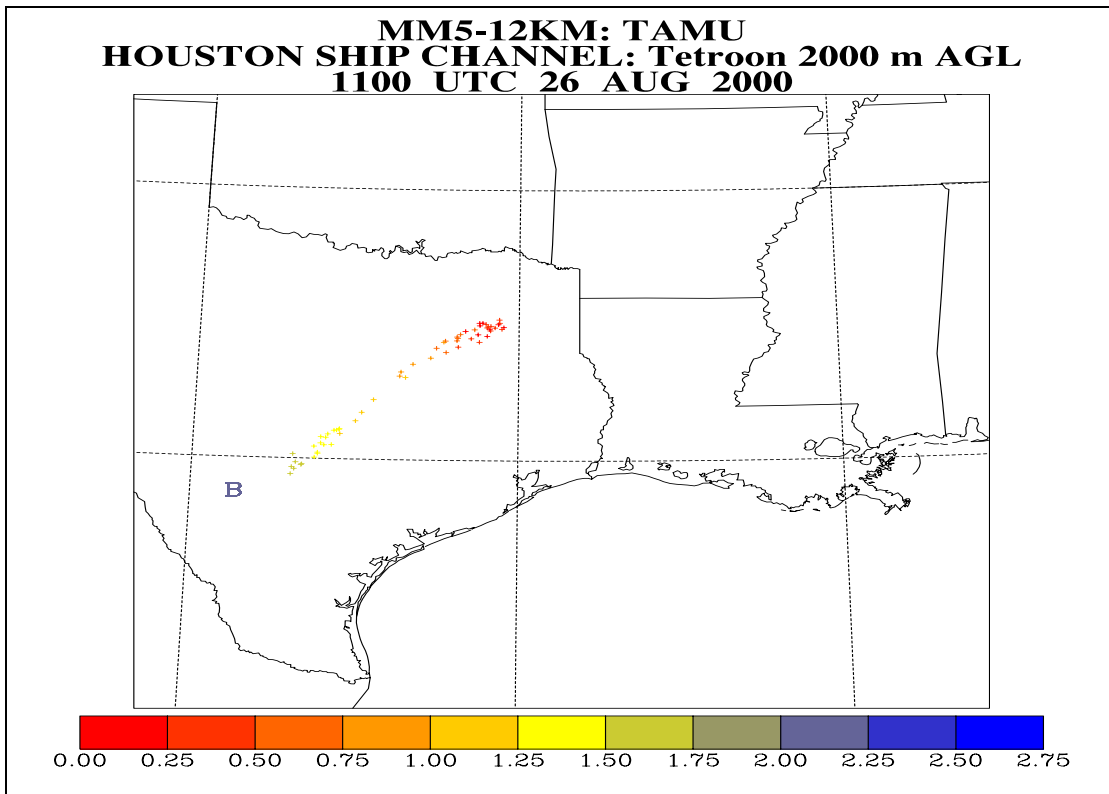 MM5-12KM: TAMU
HOUSTON SHIP CHANNEL: Tetroon 2000 m AGL
1100 UTC 26 AUG 2000
B
0.00 0.25 0.50 0.75 1.00 1.25 1.50 1.75 2.00 2.25 2.50 2.75